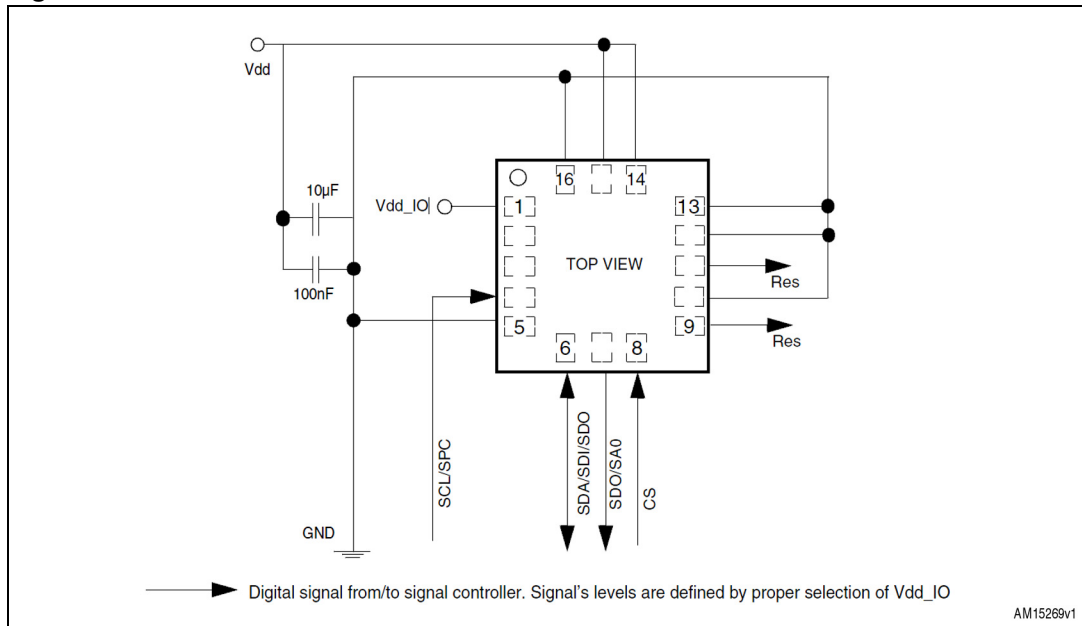 Vdd
16
14
10µF
Vdd_IO
1
13
TOP VIEW
Res
100nF
5
9
Res
6
8
SCL/SPC
SDA/SDI/SDO
SDO/SA0
CS
GND
Digital signal from/to signal controller. Signal's levels are defined by proper selection of Vdd_IO
AM15269v1